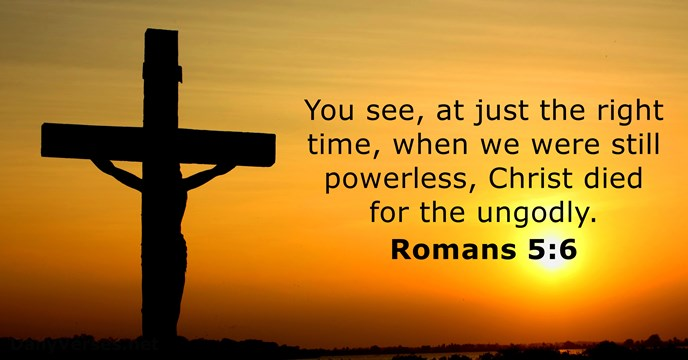 You see, at just the right
time, when we were still
powerless, Christ died
for the ungodly.
Romans 5:6